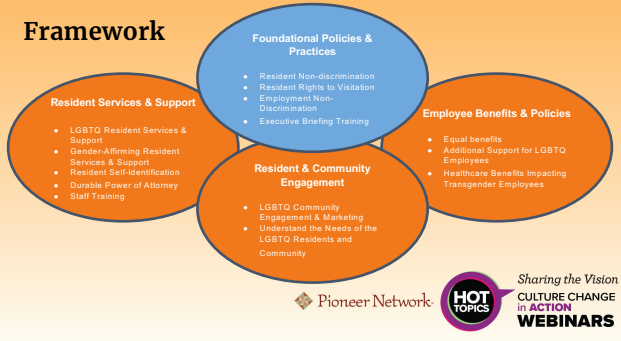 Framework
Foundational Policies &
Practices
● Resident Non-discrimination
● Resident Rights to Visitation
● Employment Non-
Discrimination
● Executive Briefing Training
Resident Services & Support
● LGBTQ Resident Services &
Support
● Gender-Affirming Resident
Services & Support
● Resident Self-Identification
● Durable Power of Attorney
● Staff Training
Employee Benefits & Policies
● Equal benefits
● Additional Support for LGBTQ
Employees
● Healthcare Benefits Impacting
Transgender Employees
Resident & Community
Engagement
● LGBTQ Community
Engagement & Marketing
● Understand the Needs of the
LGBTQ Residents and
Community
Pioneer Network
HOT
TOPICS
Sharing the Vision
CULTURE CHANGE
in ACTION
WEBINARS